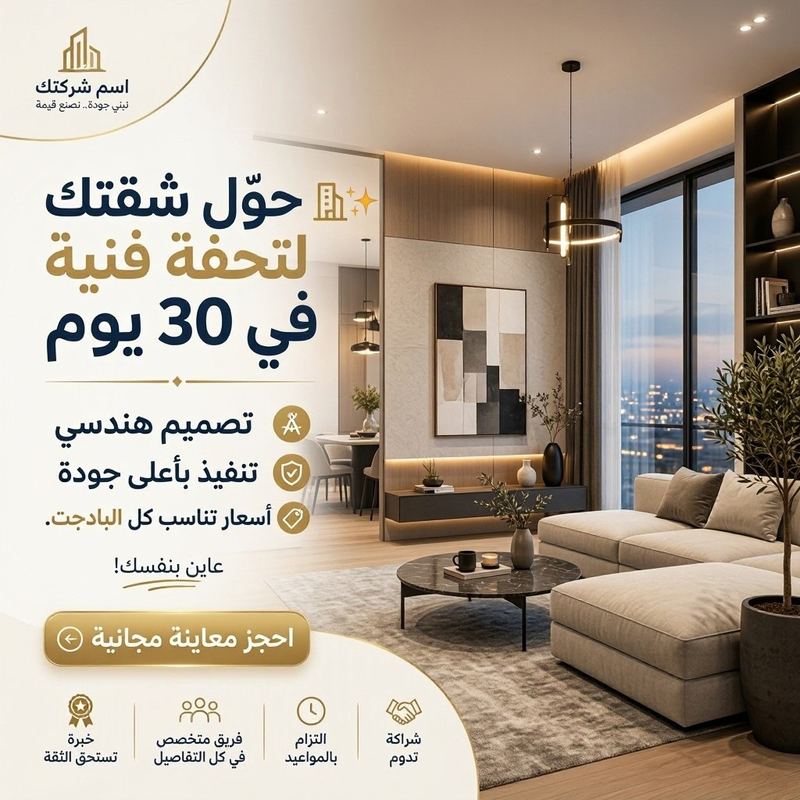 اسم شركتك
نبني جودة.. نصنع قيمة
حوّل شقتك
لتحفة فنية
في 30 يوم
تصميم هندسي
تنفيذ بأعلى جودة
أسعار تناسب كل البادجت.
عاين بنفسك!
احجز معاينة مجانية
شراكة
تدوم
التزام
بالمواعيد
فريق متخصص
في كل التفاصيل
خبرة
تستحق الثقة